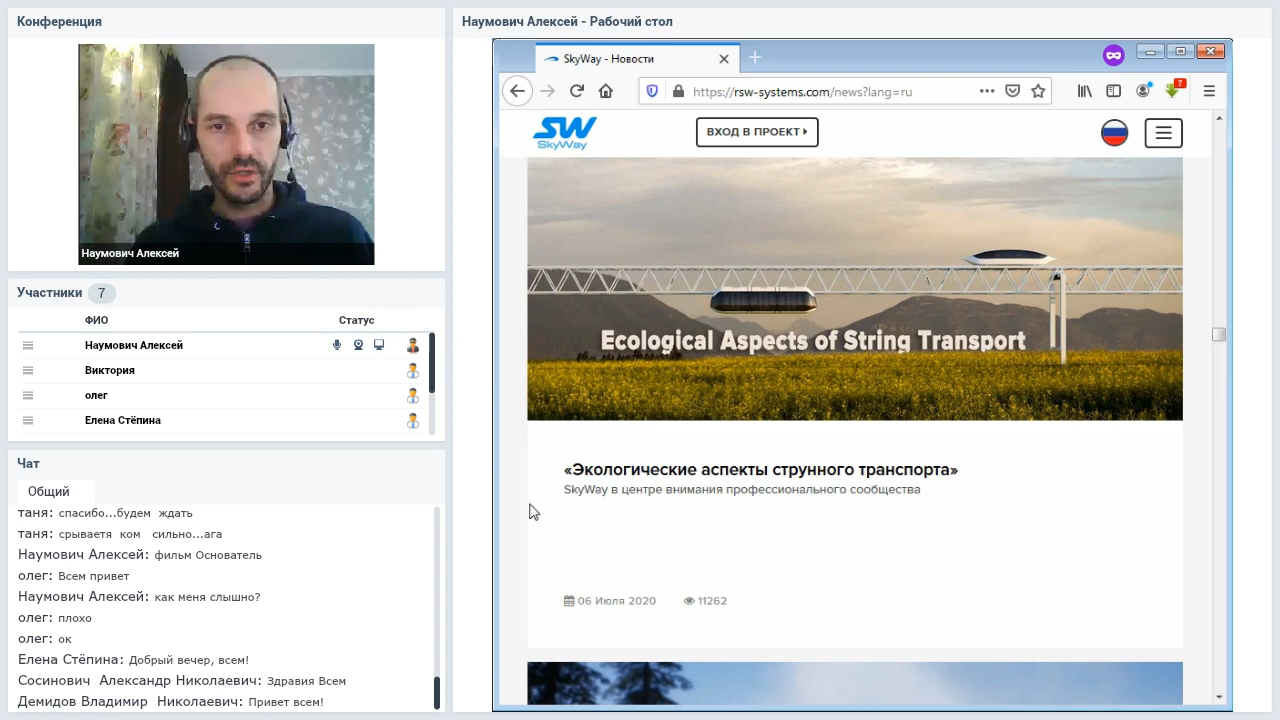 Конференция
Наумович Алексей
Участники 7
ФИО Статус
Наумович Алексей
Виктория
олег
Елена Стёпина
Чат
Общий
таня: спасибо...будем ждать
таня: срываетя ком сильно...ага
Наумович Алексей: фильм Основатель
олег: Всем привет
Наумович Алексей: как меня слышно?
олег: плохо
олег: ок
Елена Стёпина: Добрый вечер, всем!
Сосинович Александр Николаевич: Здравия Всем
Демидов Владимир Николаевич: Привет всем!
Наумович Алексей - Рабочий стол
SkyWay - Новости
https://rsw-systems.com/news?lang=ru
?
SW
SkyWay
ВХОД В ПРОЕКТ
Ecological Aspects of String Transport
«Экологические аспекты струнного транспорта»
SkyWay в центре внимания профессионального сообщества
06 Июля 2020 11262